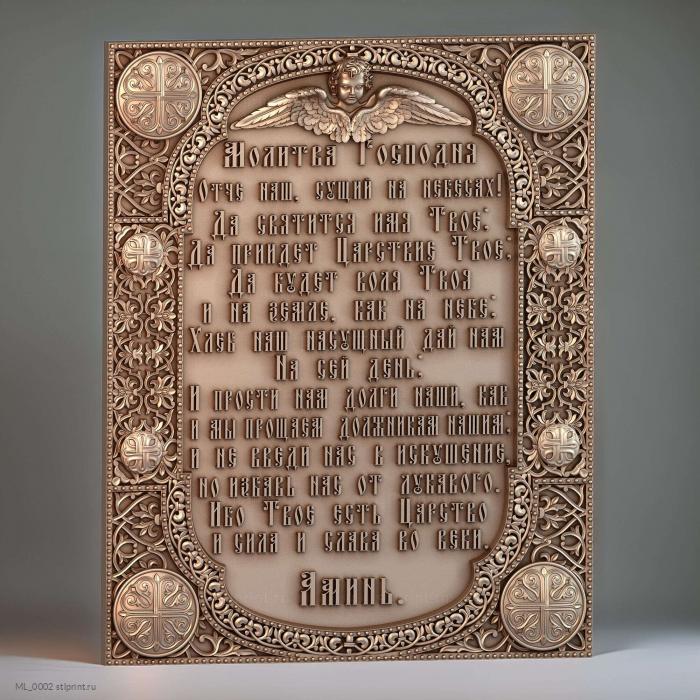 Молитва Господня
Отче наш, сущий на небесах!
Да святится имя Твое;
Да приидет Царствие Твое;
Да будет воля Твоя
и на земле, как на небе;
Хлеб наш насущный дай нам
На сей день;
И прости нам долги наши, как
и мы прощаем должникам нашим;
и не введи нас в искушение,
но избавь нас от лукавого.
Ибо Твое есть Царство
и сила и слава во веки.
Аминь.
ML_0002 stlprint.ru